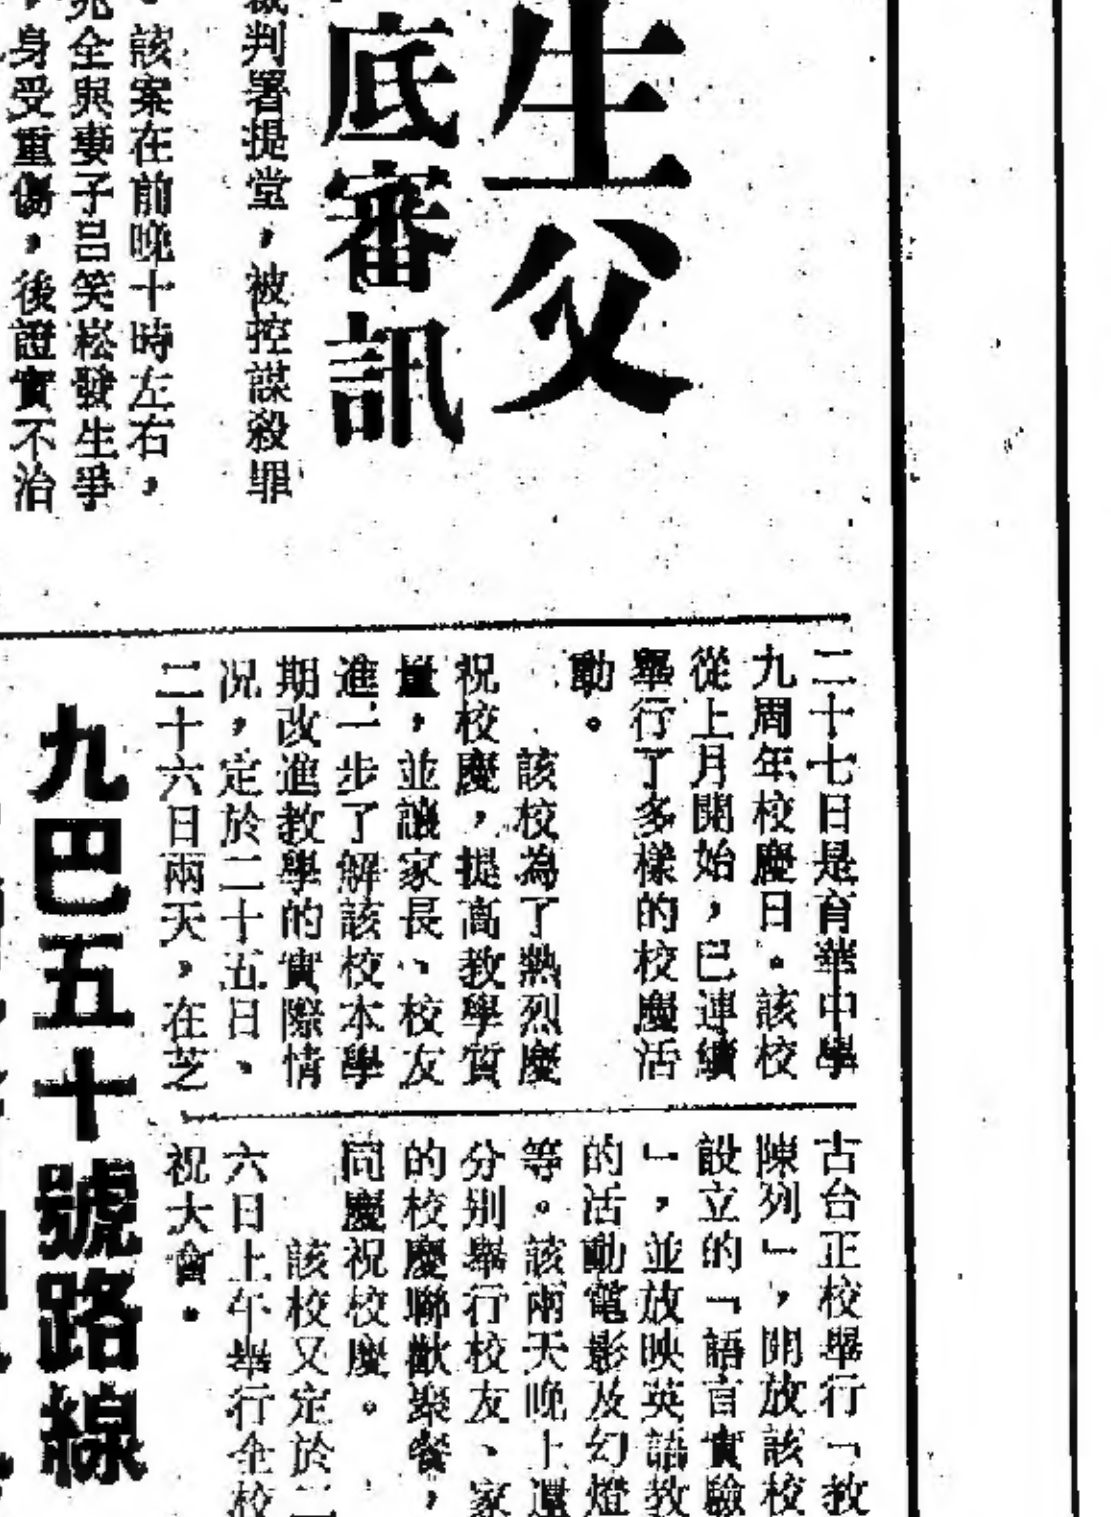 生父
底審訊
裁判署提堂，被控謀殺罪
。該案在前晚十時左右，
全與妻子呂笑崧發生爭
，身受重傷，後證實不治
二十七日是育華中學
九周年校慶日。該校
從上月開始，已連續
舉行了多樣的校慶活
動。
該校為了熱烈慶
祝校慶，提高教學質
量，並讓家長、校友
進一步了解該校本學
期改進教學的實際情
况，定於二十五日、
二十六日兩天，在芝
古台正校舉行「教
陳列」，開放該校
設立的「語言實驗
」，並放映英語教
的活動電影及幻燈
等。該兩天晚上還
分别舉行校友、家
的校慶聯歡聚餐，
同慶祝校慶。
該校又定於二
六日上午舉行全校
祝大會。
九巴五十號路線